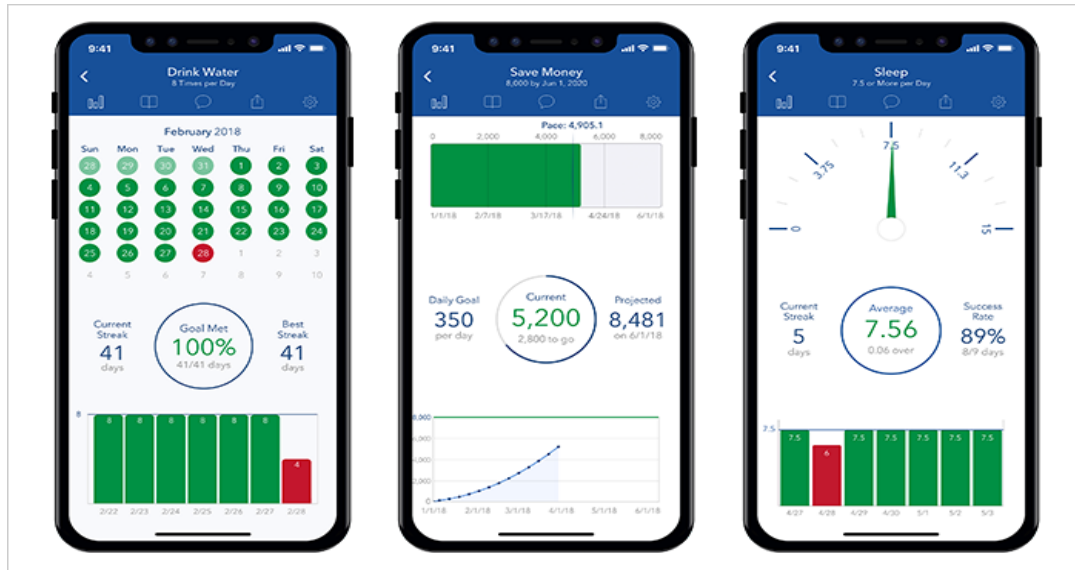 9:41
Drink Water
8 Times per Day
February 2018
Sun Mon Tue Wed Thu Fri Sat
28 29 30 31 1 2 3
4 5 6 7 8 9 10
11 12 13 14 15 16 17
18 19 20 21 22 23 24
25 26 27 28 1 2 3
4 5 6 7 8 9 10
Current Streak
41
days
Goal Met
100%
41/41 days
Best Streak
41
days
8
8 8 8 8 8 8 4
2/22 2/23 2/24 2/25 2/26 2/27 2/28
9:41
Save Money
8,000 by Jun 1, 2020
Pace: 4,905.1
0 2,000 4,000 6,000 8,000
1/1/18 2/7/18 3/17/18 4/24/18 6/1/18
Daily Goal
350
per day
Current
5,200
2,800 to go
Projected
8,481
on 6/1/18
8,000
6,000
4,000
2,000
0
1/1/18 2/1/18 3/1/18 4/1/18 5/1/18 6/1/18
9:41
Sleep
7.5 or More per Day
0 3.75 7.5 11.3 15
Current
Streak
5
days
Average
7.56
0.06 over
Success
Rate
89%
8/9 days
7.5
7.5 6 7.5 7.5 7.5 7.5 7.5
4/27 4/28 4/29 4/30 5/1 5/2 5/3